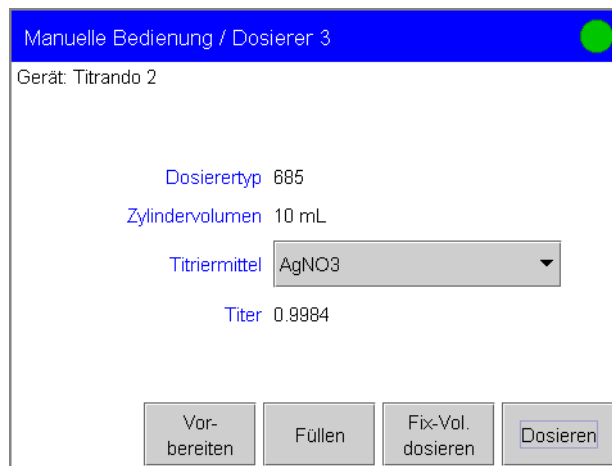 Manuelle Bedienung / Dosierer 3
Gerät: Titrando 2
Dosierertyp 685
Zylindervolumen 10 mL
Titriermittel AgNO3
Titer 0.9984
Vor-
bereiten
Füllen
Fix-Vol.
dosieren
Dosieren